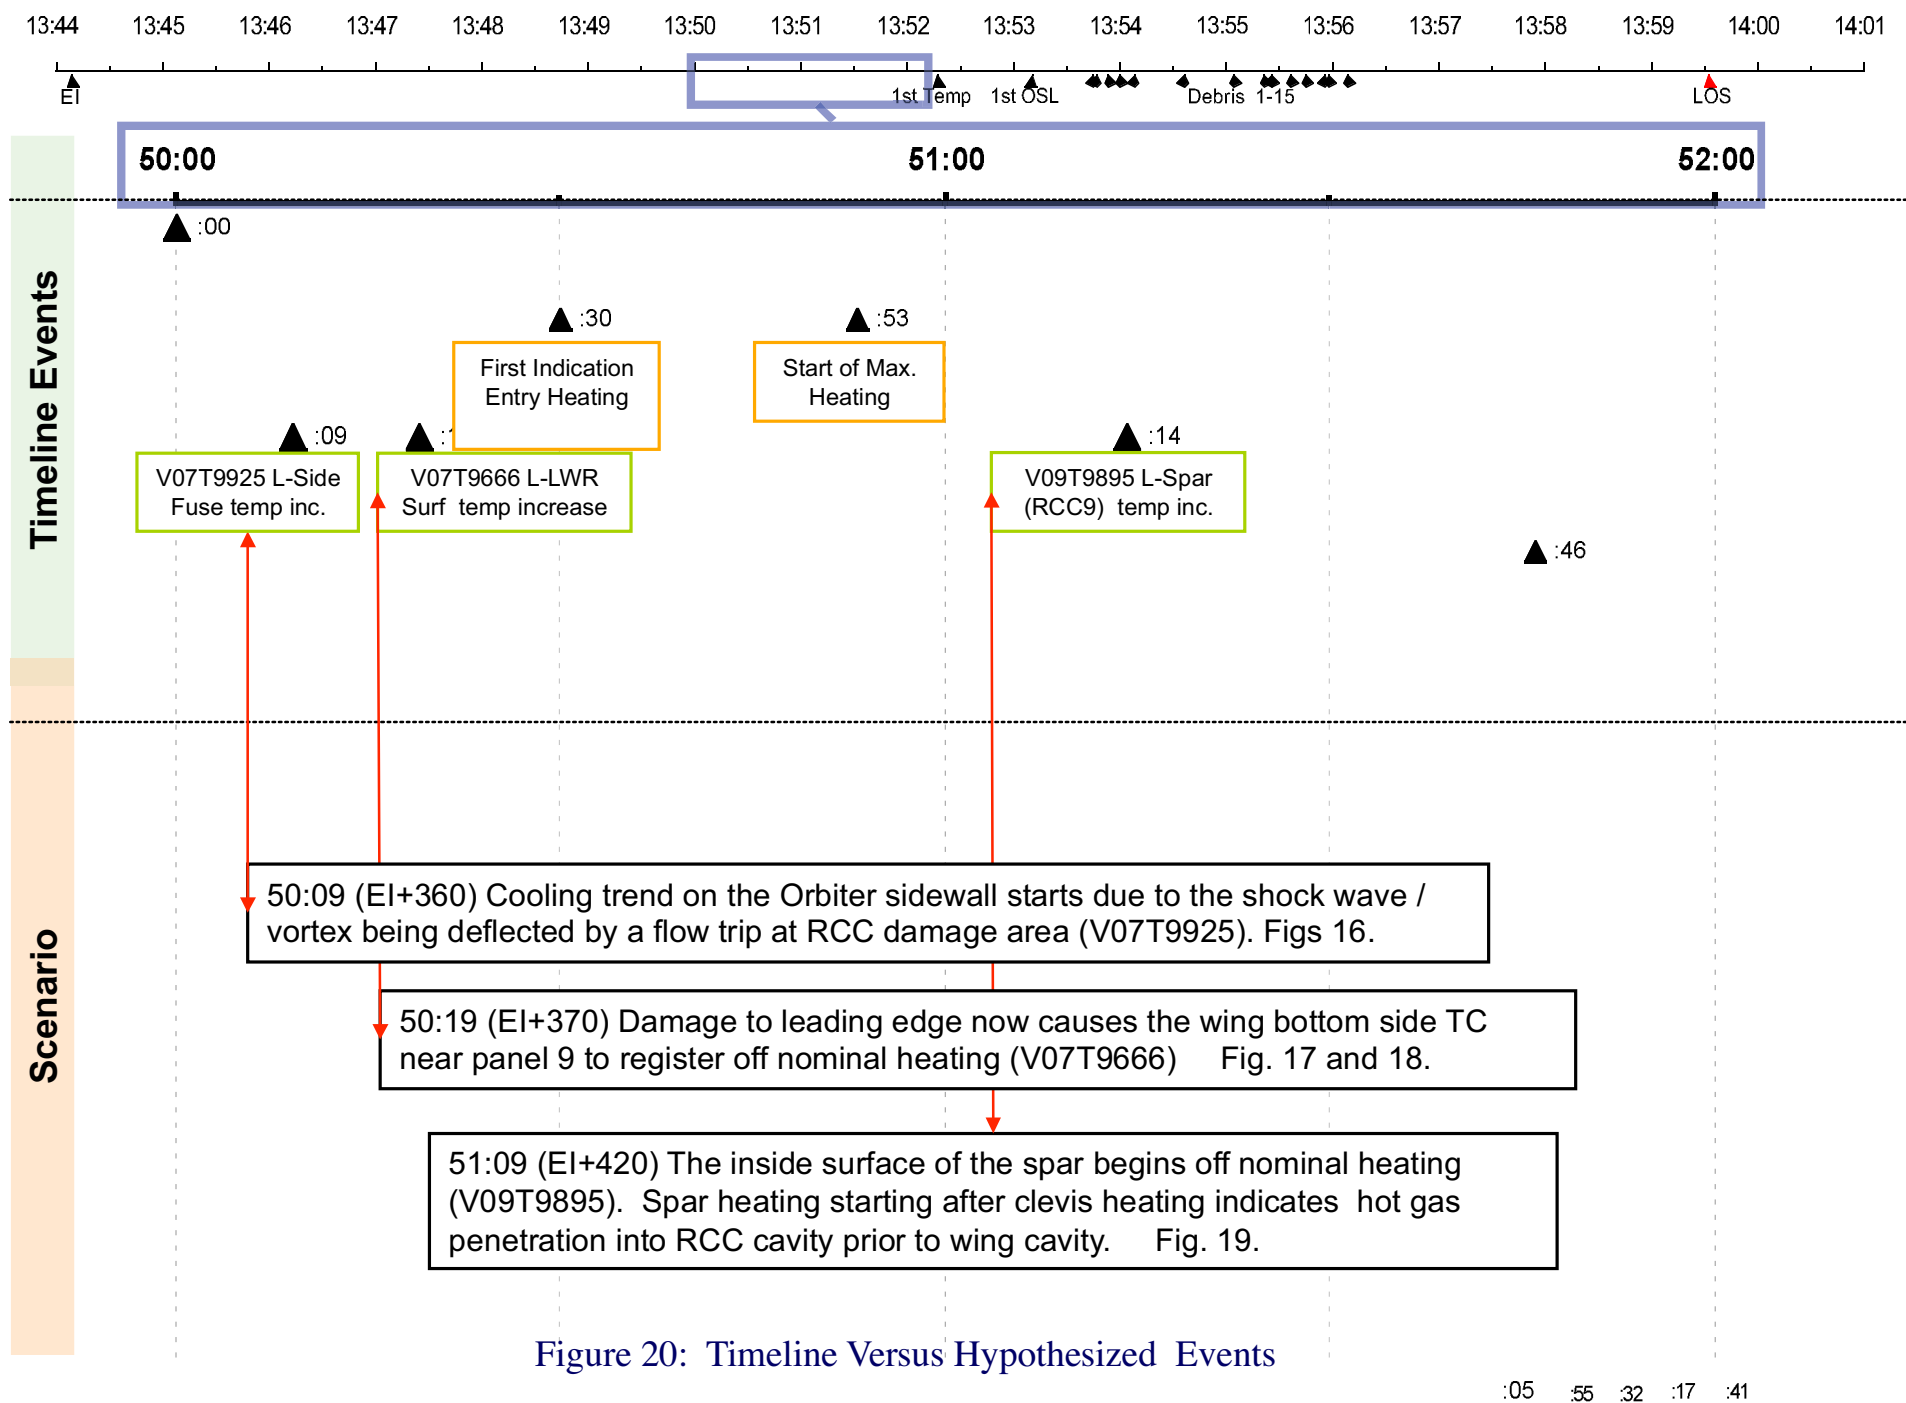 13:44 13:45 13:46 13:47 13:48 13:49 13:50 13:51 13:52 13:53 13:54 13:55 13:56 13:57 13:58 13:59 14:00 14:01
EI 1st Temp 1st OSL Debris 1-15 LOS
50:00 51:00 52:00
:00
Timeline Events
:30 :53
First Indication
Entry Heating
Start of Max.
Heating
:09 :14
V07T9925 L-Side
Fuse temp inc.
V07T9666 L-LWR
Surf temp increase
V09T9895 L-Spar
(RCC9) temp inc.
:46
Scenario
50:09 (EI+360) Cooling trend on the Orbiter sidewall starts due to the shock wave /
vortex being deflected by a flow trip at RCC damage area (V07T9925). Figs 16.
50:19 (EI+370) Damage to leading edge now causes the wing bottom side TC
near panel 9 to register off nominal heating (V07T9666) Fig. 17 and 18.
51:09 (EI+420) The inside surface of the spar begins off nominal heating
(V09T9895). Spar heating starting after clevis heating indicates hot gas
penetration into RCC cavity prior to wing cavity. Fig. 19.
Figure 20: Timeline Versus Hypothesized Events
:05 :55 :32 :17 :41